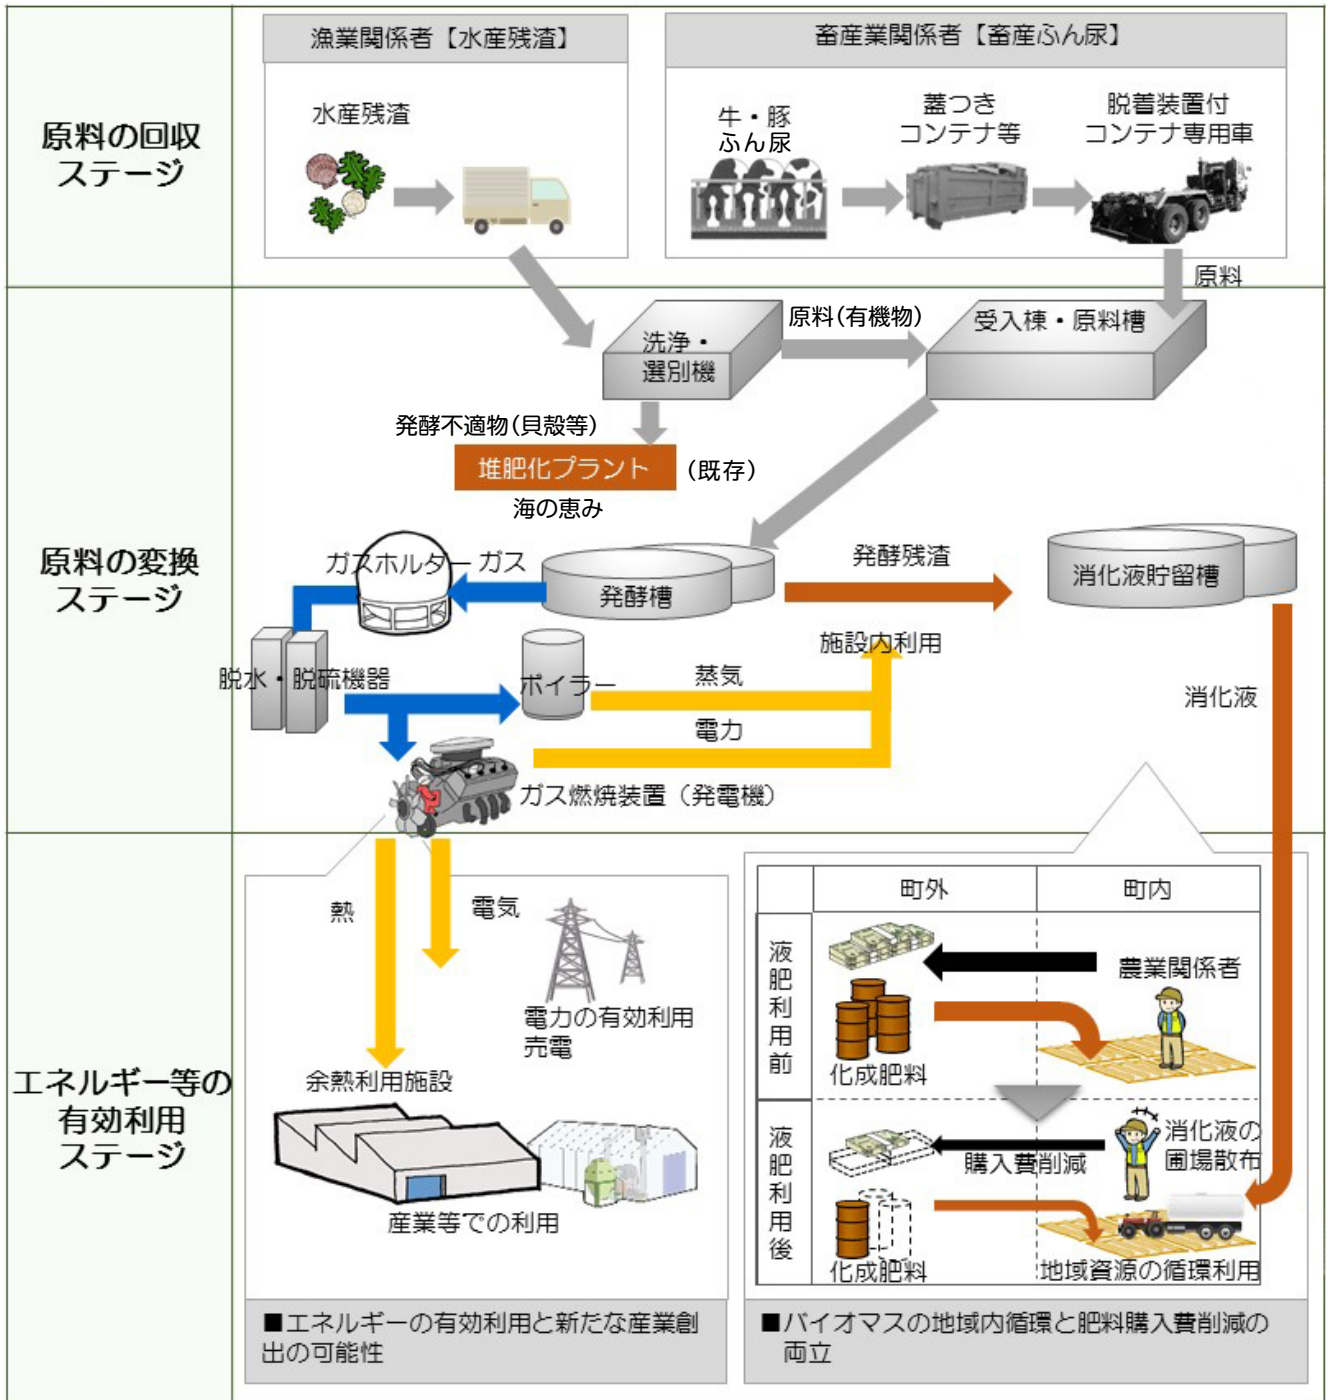 漁業関係者【水産残渣】
畜産業関係者【畜産ふん尿】
原料の回収
ステージ
水産残渣
牛・豚
ふん尿
蓋つき
コンテナ等
脱着装置付
コンテナ専用車
原料
原料の変換
ステージ
洗浄・
選別機
原料(有機物)
受入棟・原料槽
発酵不適物(貝殻等)
堆肥化プラント
(既存)
海の恵み
ガスホルダー
ガス
発酵槽
発酵残渣
消化液貯留槽
施設内利用
脱水・脱硫機器
ボイラー
蒸気
電力
消化液
ガス燃焼装置（発電機）
エネルギー等の
有効利用
ステージ
熱
電気
電力の有効利用
売電
余熱利用施設
産業等での利用
■エネルギーの有効利用と新たな産業創
出の可能性
町外
町内
液肥利用前
農業関係者
化成肥料
液肥利用後
購入費削減
消化液の
圃場散布
化成肥料
地域資源の循環利用
■バイオマスの地域内循環と肥料購入費削減の
両立